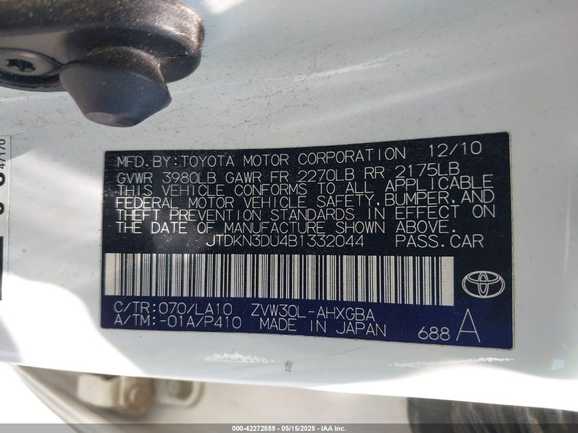 MFD.BY:TOYOTA MOTOR CORPORATION 12/10
GVWR 3980LB GAWR FR 2270LB RR 2175LB
THIS VEHICLE CONFORMS TO ALL APPLICABLE
FEDERAL MOTOR VEHICLE SAFETY,BUMPER,AND
THEFT PREVENTION STANDARDS IN EFFECT ON
THE DATE OF MANUFACTURE SHOWN ABOVE.
JTDKN3DU4B1332044 PASS.CAR
C/TR:070/LA10 ZVW30L-AHXGBA
A/TM:-01A/P410 MADE IN JAPAN
688 A
TOYOTA
000-42272655 - 05/15/2025 - IAA Inc.